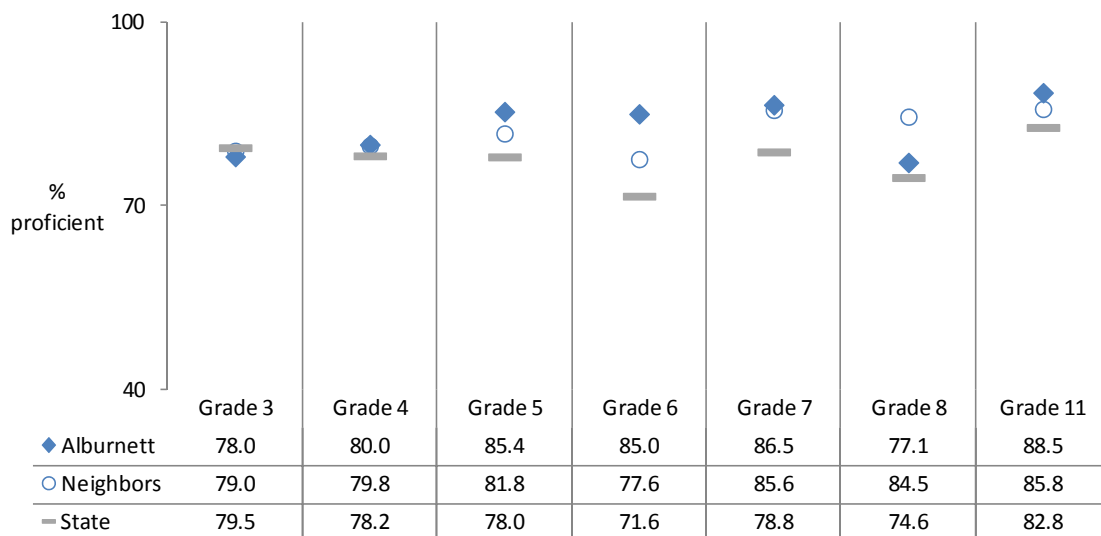 100
%
proficient
70
40
Grade 3 Grade 4 Grade 5 Grade 6 Grade 7 Grade 8 Grade 11
Alburnett 78.0 80.0 85.4 85.0 86.5 77.1 88.5
Neighbors 79.0 79.8 81.8 77.6 85.6 84.5 85.8
State 79.5 78.2 78.0 71.6 78.8 74.6 82.8